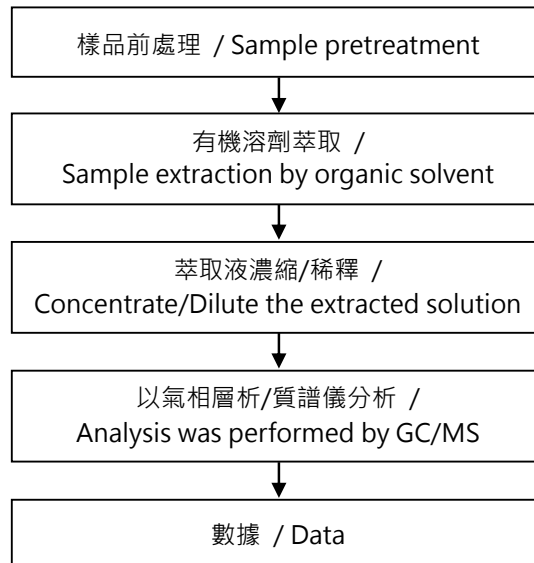 樣品前處理 / Sample pretreatment
有機溶劑萃取 /
Sample extraction by organic solvent
萃取液濃縮/稀釋 /
Concentrate/Dilute the extracted solution
以氣相層析/質譜儀分析 /
Analysis was performed by GC/MS
數據 / Data